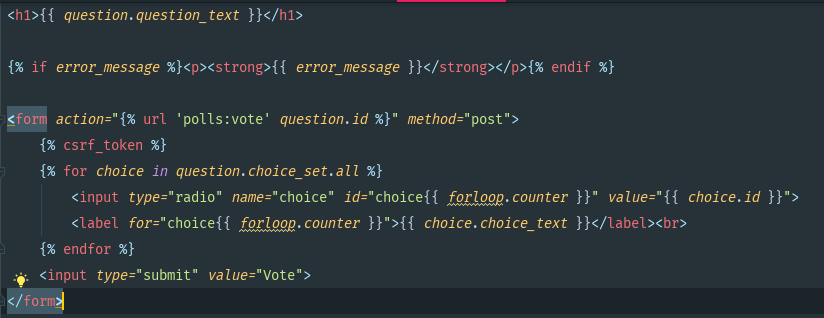 <h1>{{ question.question_text }}</h1>
{% if error_message %}<p><strong>{{ error_message }}</strong></p>{% endif %}
<form action="{% url 'polls:vote' question.id %}" method="post">
{% csrf_token %}
{% for choice in question.choice_set.all %}
<input type="radio" name="choice" id="choice{{ forloop.counter }}" value="{{ choice.id }}">
<label for="choice{{ forloop.counter }}">{{ choice.choice_text }}</label><br>
{% endfor %}
<input type="submit" value="Vote">
</form>